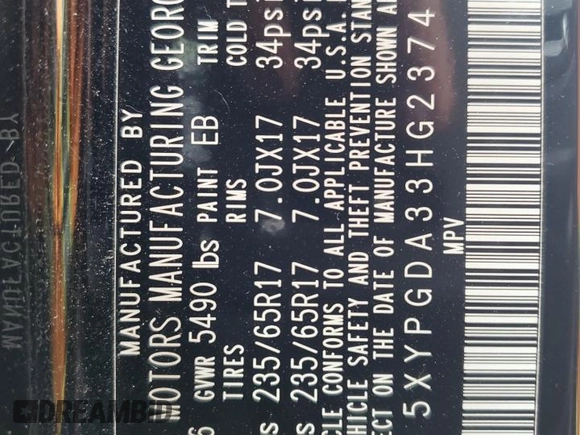 MANUFACTURED BY
MANUFACTURED BY
MOTORS MANUFACTURING GEORG
GVWR 5490 lbs PAINT EB TRIM
TIRES RIMS COLD T
235/65R17 7.0JX17 34psi
235/65R17 7.0JX17 34psi
CLE CONFORMS TO ALL APPLICABLE U.S.A.
HICLE SAFETY AND THEFT PREVENTION STAN
ECT ON THE DATE OF MANUFACTURE SHOWN A
5XYPGDA33HG2374
MPV
DREAMBID